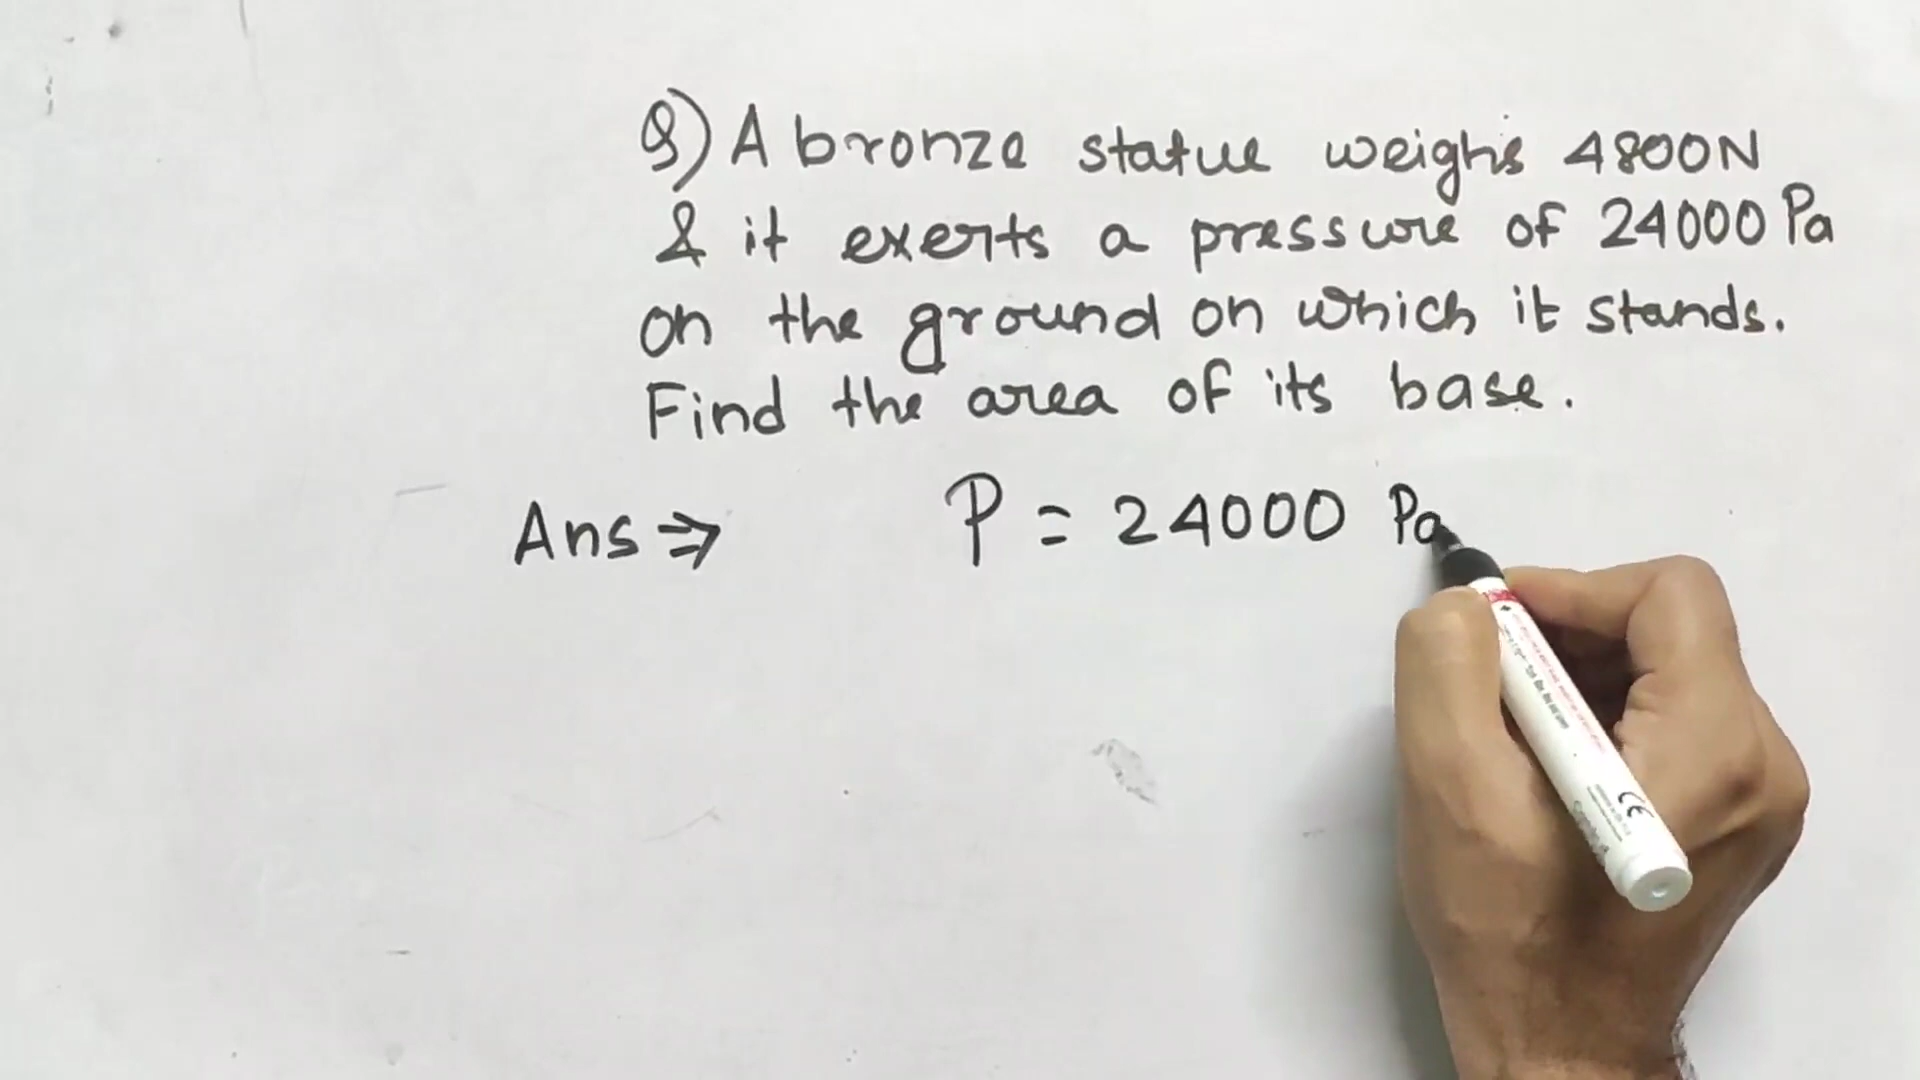 Q) A bronze statue weighs 4800N
& it exerts a pressure of 24000 Pa
on the ground on which it stands.
Find the area of its base.
Ans ⇒ P = 24000 Pa
CE